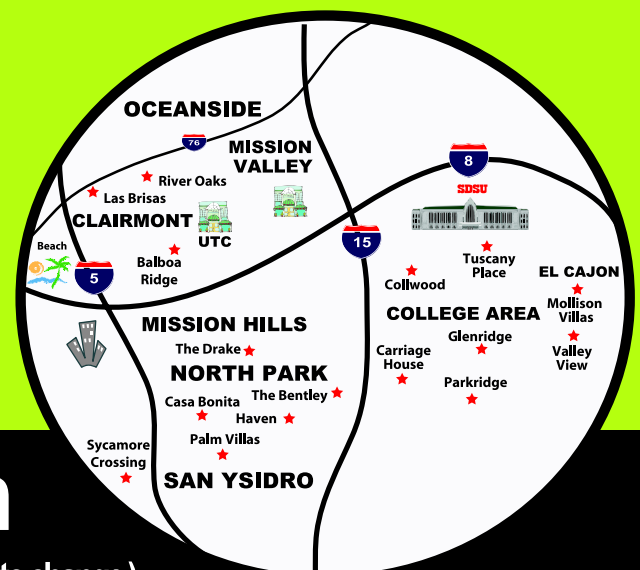 OCEANSIDE
76
MISSION
VALLEY
8
SDSU
River Oaks
Las Brisas
CLAIRMONT
UTC
Beach
Balboa
Ridge
5
15
Tuscany
Place
Collwood
EL CAJON
Mollison
Villas
COLLEGE AREA
MISSION HILLS
The Drake
Glenridge
Carriage
House
Valley
View
NORTH PARK
Parkridge
The Bentley
Casa Bonita
Haven
Palm Villas
Sycamore
Crossing
SAN YSIDRO
to change.)